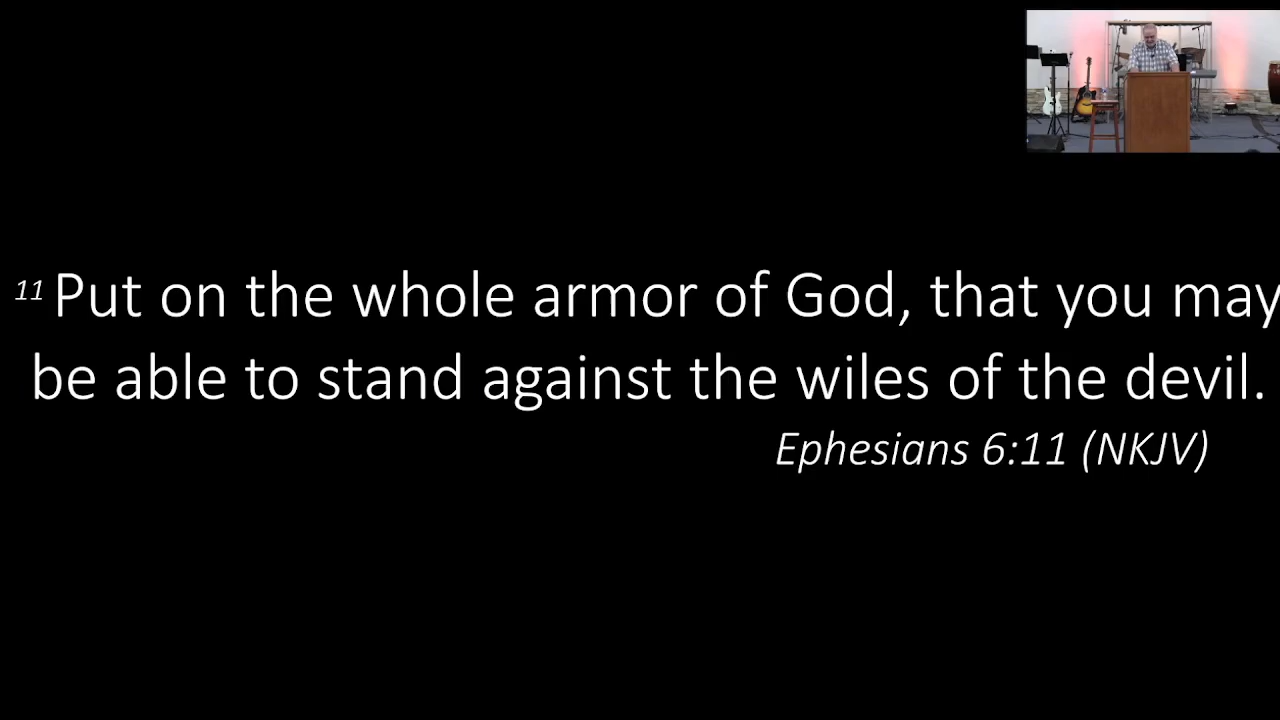 11 Put on the whole armor of God, that you may
be able to stand against the wiles of the devil.
Ephesians 6:11 (NKJV)